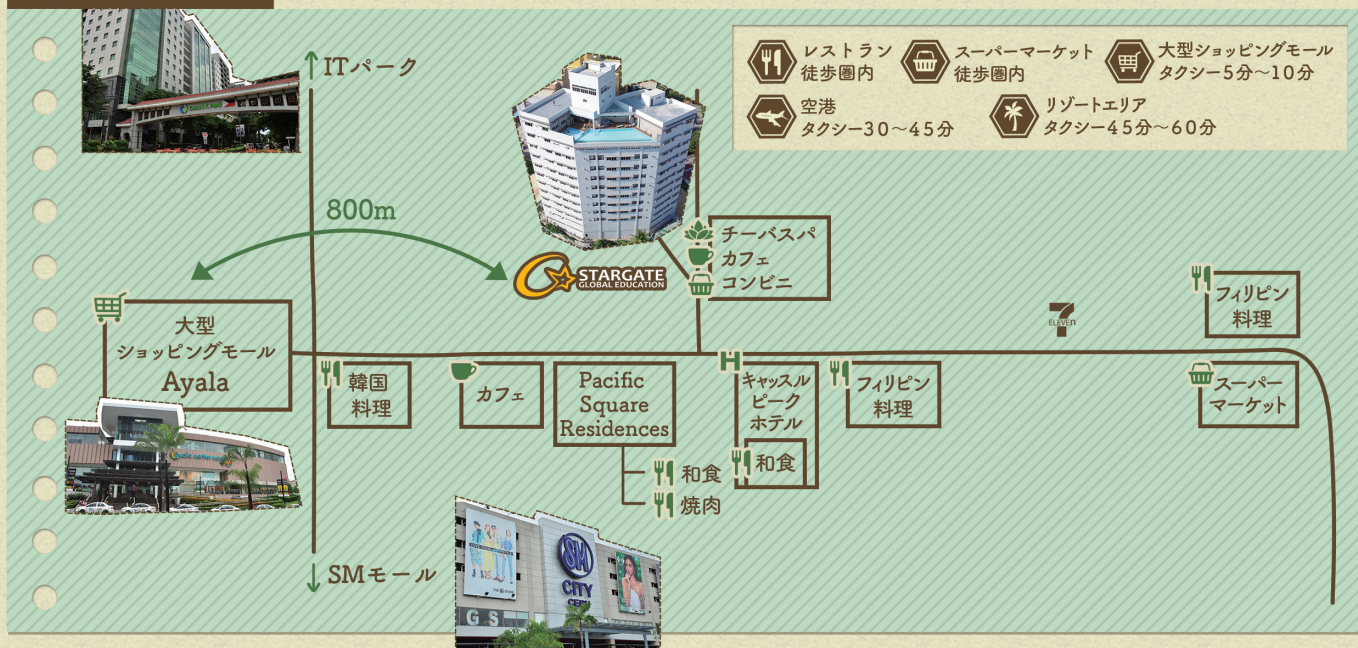 ITパーク
レストラン
徒歩圏内
スーパーマーケット
徒歩圏内
大型ショッピングモール
タクシー5分～10分
空港
タクシー30～45分
リゾートエリア
タクシー45分～60分
800m
STARGATE
GLOBAL EDUCATION
チーバスパ
カフェ
コンビニ
大型
ショッピングモール
Ayala
韓国
料理
カフェ
Pacific
Square
Residences
和食
焼肉
H
キャッスル
ピーク
ホテル
和食
フィリピン
料理
7
ELEVEn
フィリピン
料理
スーパー
マーケット
SMモール
SM
CITY
CEBU
GS